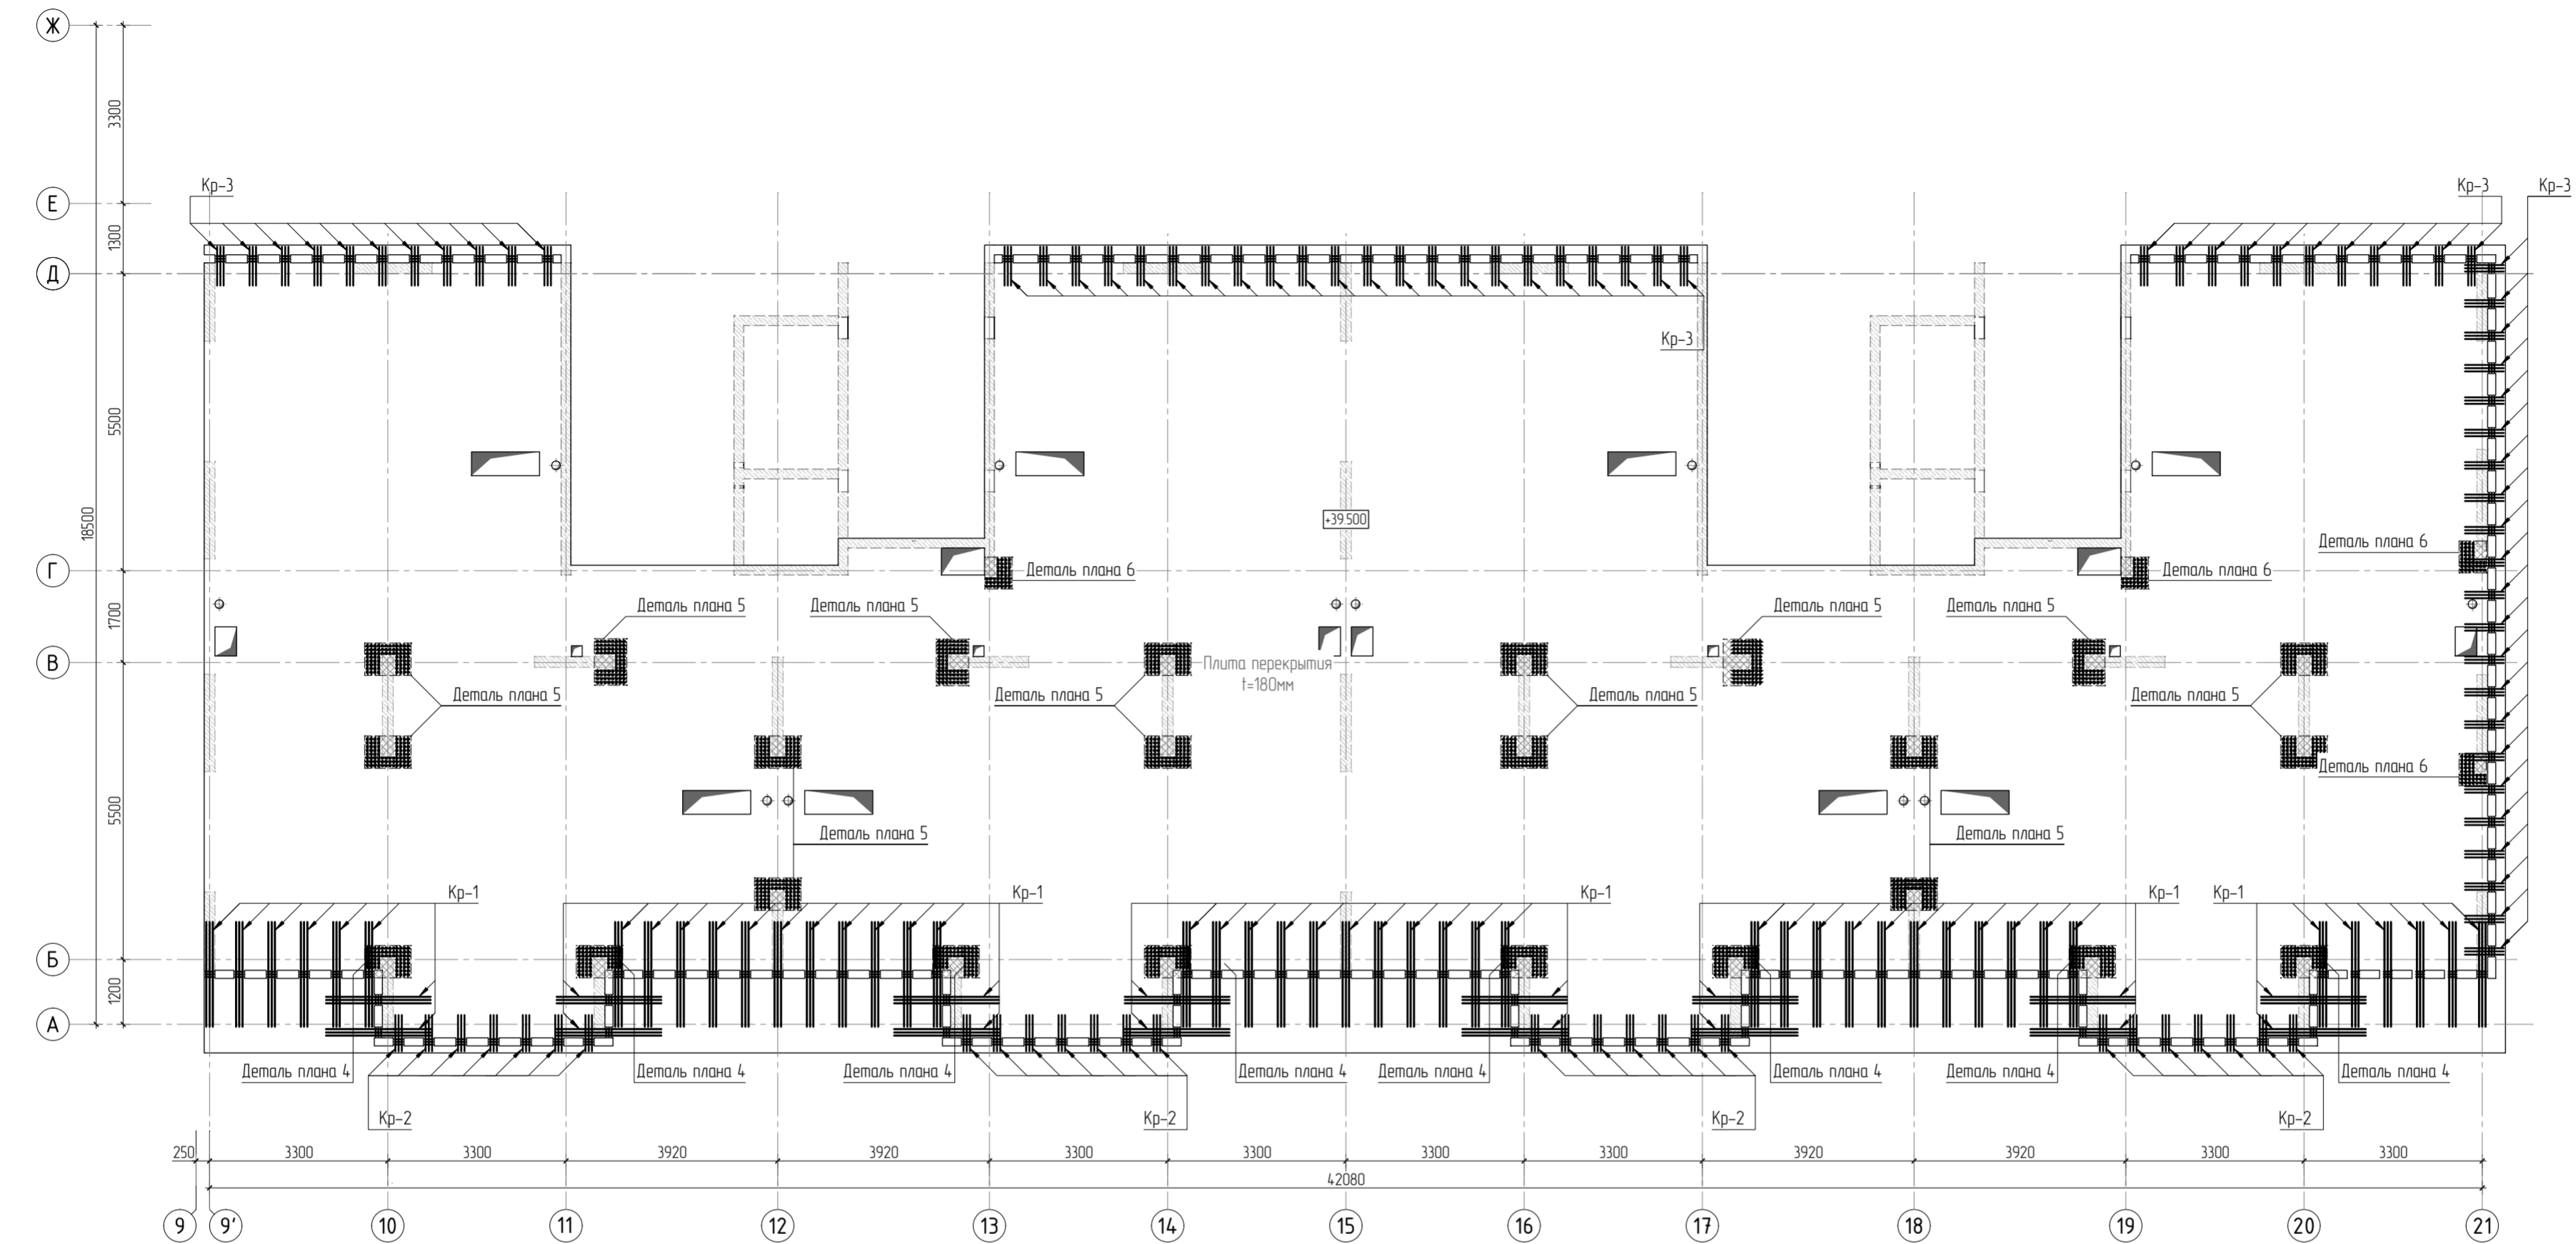 Ж
3300
Кр-3
Кр-3
Кр-3
Е
1300
Д
Кр-3
5500
18500
+39.500
Деталь плана 6
Г
Деталь плана 6
Деталь плана 6
1700
Деталь плана 5
Деталь плана 5
Деталь плана 5
Деталь плана 5
В
Плита перекрытия
t=180мм
Деталь плана 5
Деталь плана 5
Деталь плана 5
Деталь плана 5
Деталь плана 6
5500
Деталь плана 5
Деталь плана 5
Кр-1
Кр-1
Кр-1
Кр-1
Кр-1
Б
1200
А
Деталь плана 4
Деталь плана 4
Деталь плана 4
Деталь плана 4
Деталь плана 4
Деталь плана 4
Деталь плана 4
Деталь плана 4
Кр-2
Кр-2
Кр-2
Кр-2
250
3300
3300
3920
3920
3300
3300
3300
3300
3920
3920
3300
3300
42080
9
9'
10
11
12
13
14
15
16
17
18
19
20
21